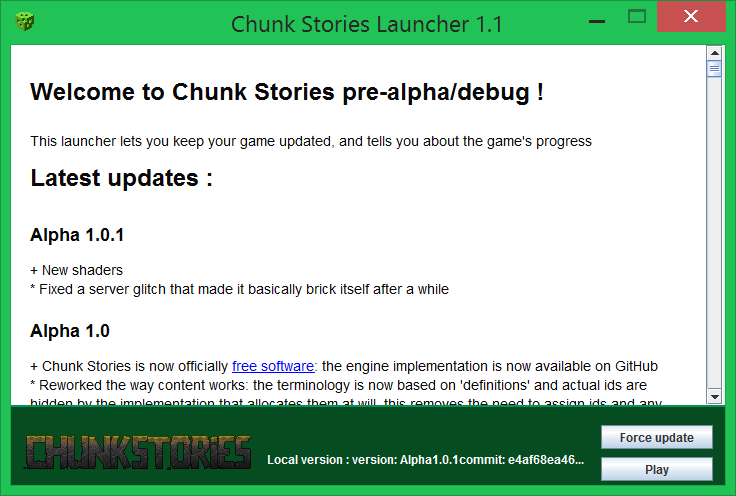 Chunk Stories Launcher 1.1
Welcome to Chunk Stories pre-alpha/debug !
This launcher lets you keep your game updated, and tells you about the game's progress
Latest updates :
Alpha 1.0.1
+ New shaders
* Fixed a server glitch that made it basically brick itself after a while
Alpha 1.0
+ Chunk Stories is now officially free software: the engine implementation is now available on GitHub
* Reworked the way content works: the terminology is now based on 'definitions' and actual ids are
hidden by the implementation that allocates them at will, this removes the need to assign ids and any
CHUNKSTORIES
Local version : version: Alpha1.0.1commit: e4af68ea46...
Force update
Play